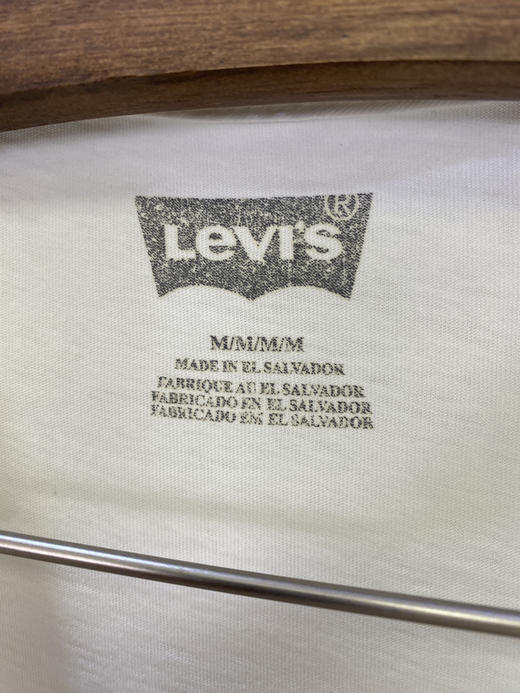 Levi's®
M/M/M/M
MADE IN EL SALVADOR
FABRIQUE AU EL SALVADOR
FABRICADO EN EL SALVADOR
FABRICADO EM EL SALVADOR